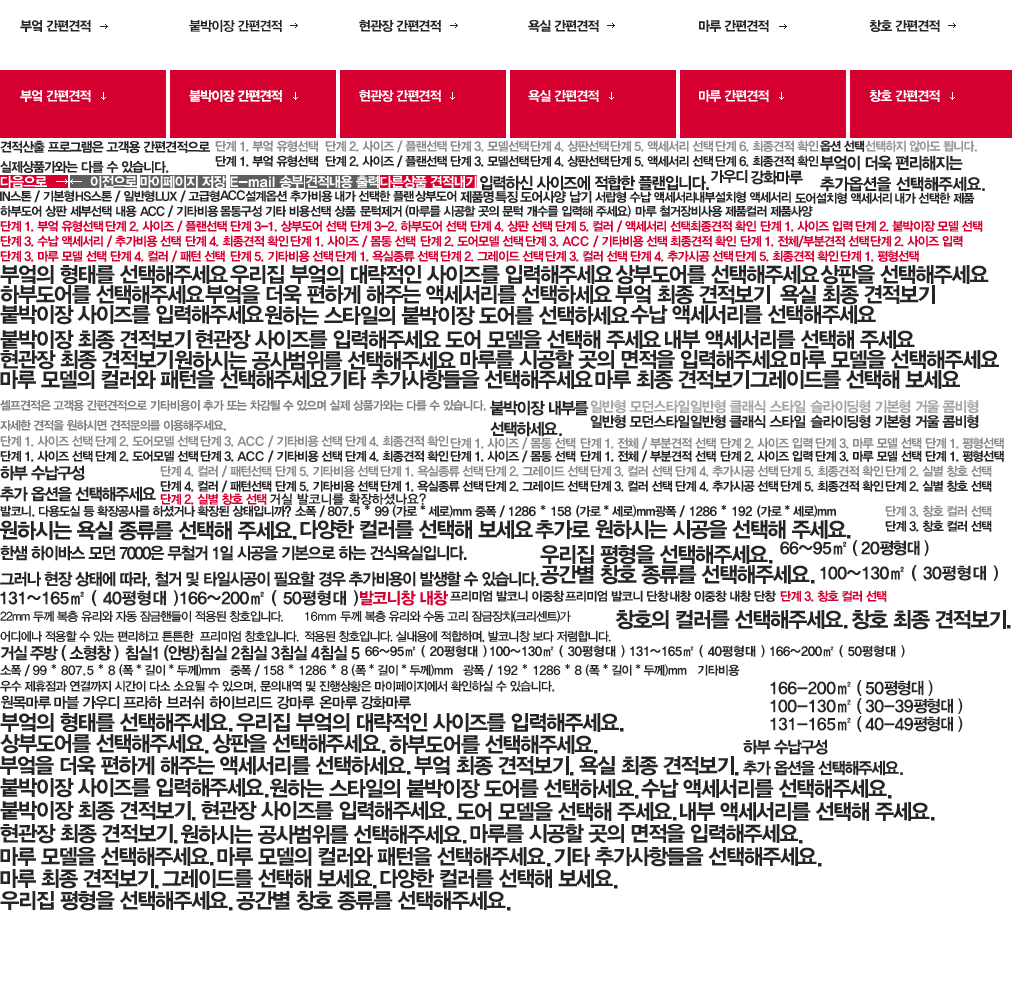 부엌 간편견적 → 붙박이장 간편견적 → 현관장 간편견적 → 욕실 간편견적 → 마루 간편견적 → 창호 간편견적 →
부엌 간편견적 ↓ 붙박이장 간편견적 ↓ 현관장 간편견적 ↓ 욕실 간편견적 ↓ 마루 간편견적 ↓ 창호 간편견적 ↓
견적산출 프로그램은 고객용 간편견적으로 단계 1. 부엌 유형선택 단계 2. 사이즈 / 플랜선택 단계 3. 모델선택 단계 4. 상판선택 단계 5. 액세서리 선택 단계 6. 최종견적 확인 옵션 선택 선택하지 않아도 됩니다.
실제상품가와는 다를 수 있습니다. 단계 1. 부엌 유형선택 단계 2. 사이즈 / 플랜선택 단계 3. 모델선택 단계 4. 상판선택 단계 5. 액세서리 선택 단계 6. 최종견적 확인 부엌이 더욱 편리해지는
다음으로 → ← 이전으로 마이페이지 저장 E-mail 송부 견적내용 출력 다른상품 견적내기 입력하신 사이즈에 적합한 플랜입니다. 가우디 강화마루 추가옵션을 선택해주세요.
IN스톤 / 기본형 HS스톤 / 일반형 LUX / 고급형 ACC설계옵션 추가비용 내가 선택한 플랜 상부도어 제품명 특징 도어사양 납기 서랍형 수납 액세서리 내부설치형 액세서리 도어설치형 액세서리 내가 선택한 제품
하부도어 상판 세부선택 내용 ACC / 기타비용 몸통구성 기타 비용선택 상품 문턱제거 (마루를 시공할 곳의 문턱 개수를 입력해 주세요) 마루 철거장비사용 제품컬러 제품사양
단계 1. 부엌 유형선택 단계 2. 사이즈 / 플랜선택 단계 3-1. 상부도어 선택 단계 3-2. 하부도어 선택 단계 4. 상판 선택 단계 5. 컬러 / 액세서리 선택 최종견적 확인 단계 1. 사이즈 입력 단계 2. 붙박이장 모델 선택
단계 3. 수납 액세서리 / 추가비용 선택 단계 4. 최종견적 확인 단계 1. 사이즈 / 몸통 선택 단계 2. 도어모델 선택 단계 3. ACC / 기타비용 선택 최종견적 확인 단계 1. 전체/부분견적 선택 단계 2. 사이즈 입력
단계 3. 마루 모델 선택 단계 4. 컬러 / 패턴 선택 단계 5. 기타비용 선택 단계 1. 욕실종류 선택 단계 2. 그레이드 선택 단계 3. 컬러 선택 단계 4. 추가시공 선택 단계 5. 최종견적 확인 단계 1. 평형선택
부엌의 형태를 선택해주세요 우리집 부엌의 대략적인 사이즈를 입력해주세요 상부도어를 선택해주세요 상판을 선택해주세요
하부도어를 선택해주세요 부엌을 더욱 편하게 해주는 액세서리를 선택하세요 부엌 최종 견적보기 욕실 최종 견적보기
붙박이장 사이즈를 입력해주세요 원하는 스타일의 붙박이장 도어를 선택하세요 수납 액세서리를 선택해주세요
붙박이장 최종 견적보기 현관장 사이즈를 입력해주세요 도어 모델을 선택해 주세요 내부 액세서리를 선택해 주세요
현관장 최종 견적보기 원하시는 공사범위를 선택해주세요 마루를 시공할 곳의 면적을 입력해주세요 마루 모델을 선택해주세요
마루 모델의 컬러와 패턴을 선택해주세요 기타 추가사항들을 선택해주세요 마루 최종 견적보기 그레이드를 선택해 보세요
셀프견적은 고객용 간편견적으로 기타비용이 추가 또는 차감될 수 있으며 실제 상품가와는 다를 수 있습니다. 붙박이장 내부를 일반형 모던스타일 일반형 클래식 스타일 슬라이딩형 기본형 거울 콤비형
자세한 견적을 원하시면 견적문의를 이용해주세요. 선택하세요. 일반형 모던스타일 일반형 클래식 스타일 슬라이딩형 기본형 거울 콤비형
단계 1. 사이즈 선택 단계 2. 도어모델 선택 단계 3. ACC / 기타비용 선택 단계 4. 최종견적 확인 단계 1. 사이즈 / 몸통 선택 단계 1. 전체 / 부분견적 선택 단계 2. 사이즈 입력 단계 3. 마루 모델 선택 단계 1. 평형선택
단계 1. 사이즈 선택 단계 2. 도어모델 선택 단계 3. ACC / 기타비용 선택 단계 4. 최종견적 확인 단계 1. 사이즈 / 몸통 선택 단계 1. 전체 / 부분견적 선택 단계 2. 사이즈 입력 단계 3. 마루 모델 선택 단계 1. 평형선택
하부 수납구성 단계 4. 컬러 / 패턴선택 단계 5. 기타비용 선택 단계 1. 욕실종류 선택 단계 2. 그레이드 선택 단계 3. 컬러 선택 단계 4. 추가시공 선택 단계 5. 최종견적 확인 단계 2. 실별 창호 선택
추가 옵션을 선택해주세요 단계 4. 컬러 / 패턴선택 단계 5. 기타비용 선택 단계 1. 욕실종류 선택 단계 2. 그레이드 선택 단계 3. 컬러 선택 단계 4. 추가시공 선택 단계 5. 최종견적 확인 단계 2. 실별 창호 선택
단계 2. 실별 창호 선택 거실 발코니를 확장하셨나요?
발코니, 다용도실 등 확장공사를 하셨거나 확장된 상태입니까? 소폭 / 807.5 * 99 (가로 * 세로)mm 중폭 / 1286 * 158 (가로 * 세로)mm 광폭 / 1286 * 192 (가로 * 세로)mm 단계 3. 창호 컬러 선택
원하시는 욕실 종류를 선택해 주세요. 다양한 컬러를 선택해 보세요 추가로 원하시는 시공을 선택해 주세요. 단계 3. 창호 컬러 선택
한샘 하이바스 모던 7000은 무철거 1일 시공을 기본으로 하는 건식욕실입니다. 우리집 평형을 선택해주세요. 66~95㎡ ( 20평형대 )
그러나 현장 상태에 따라, 철거 및 타일시공이 필요할 경우 추가비용이 발생할 수 있습니다. 공간별 창호 종류를 선택해주세요. 100~130㎡ ( 30평형대 )
131~165㎡ ( 40평형대 ) 166~200㎡ ( 50평형대 ) 발코니창 내창 프리미엄 발코니 이중창 프리미엄 발코니 단창 내창 이중창 내창 단창 단계 3. 창호 컬러 선택
22mm 두께 복층 유리와 자동 잠금핸들이 적용된 창호입니다. 16mm 두께 복층 유리와 수동 고리 잠금장치(크리센트)가 창호의 컬러를 선택해주세요. 창호 최종 견적보기.
어디에나 적용할 수 있는 편리하고 튼튼한 프리미엄 창호입니다. 적용된 창호입니다. 실내용에 적합하며, 발코니창 보다 저렴합니다.
거실 주방 ( 소형창 ) 침실1 (안방) 침실 2 침실 3 침실 4 침실 5 66~95㎡ ( 20평형대 ) 100~130㎡ ( 30평형대 ) 131~165㎡ ( 40평형대 ) 166~200㎡ ( 50평형대 )
소폭 / 99 * 807.5 * 8 (폭 * 길이 * 두께)mm 중폭 / 158 * 1286 * 8 (폭 * 길이 * 두께)mm 광폭 / 192 * 1286 * 8 (폭 * 길이 * 두께)mm 기타비용
우수 제휴점과 연결까지 시간이 다소 소요될 수 있으며, 문의내역 및 진행상황은 마이페이지에서 확인하실 수 있습니다. 166-200㎡ ( 50평형대 )
원목마루 마블 가우디 프라하 브러쉬 하이브리드 강마루 온마루 강화마루 100-130㎡ ( 30-39평형대 )
부엌의 형태를 선택해주세요. 우리집 부엌의 대략적인 사이즈를 입력해주세요. 131-165㎡ ( 40-49평형대 )
상부도어를 선택해주세요. 상판을 선택해주세요. 하부도어를 선택해주세요. 하부 수납구성
부엌을 더욱 편하게 해주는 액세서리를 선택하세요. 부엌 최종 견적보기. 욕실 최종 견적보기. 추가 옵션을 선택해주세요.
붙박이장 사이즈를 입력해주세요. 원하는 스타일의 붙박이장 도어를 선택하세요. 수납 액세서리를 선택해주세요.
붙박이장 최종 견적보기. 현관장 사이즈를 입력해주세요. 도어 모델을 선택해 주세요. 내부 액세서리를 선택해 주세요.
현관장 최종 견적보기. 원하시는 공사범위를 선택해주세요. 마루를 시공할 곳의 면적을 입력해주세요.
마루 모델을 선택해주세요. 마루 모델의 컬러와 패턴을 선택해주세요. 기타 추가사항들을 선택해주세요.
마루 최종 견적보기. 그레이드를 선택해 보세요. 다양한 컬러를 선택해 보세요.
우리집 평형을 선택해주세요. 공간별 창호 종류를 선택해주세요.